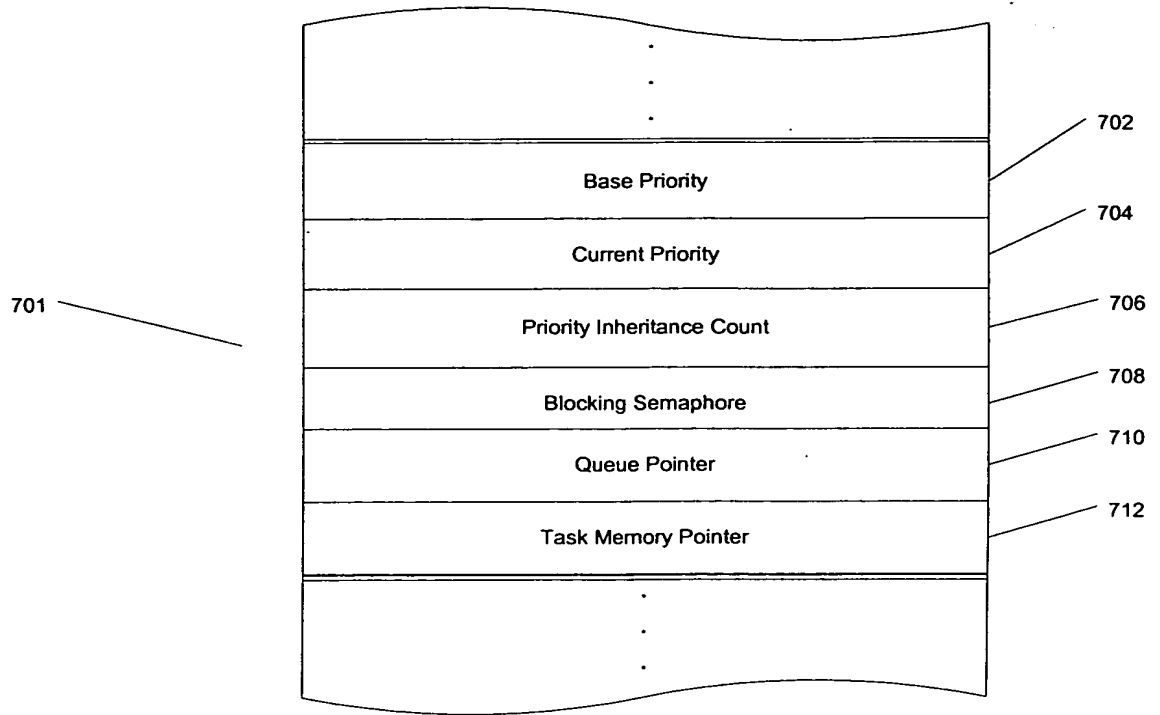 702
Base Priority
704
Current Priority
701
706
Priority Inheritance Count
708
Blocking Semaphore
710
Queue Pointer
712
Task Memory Pointer